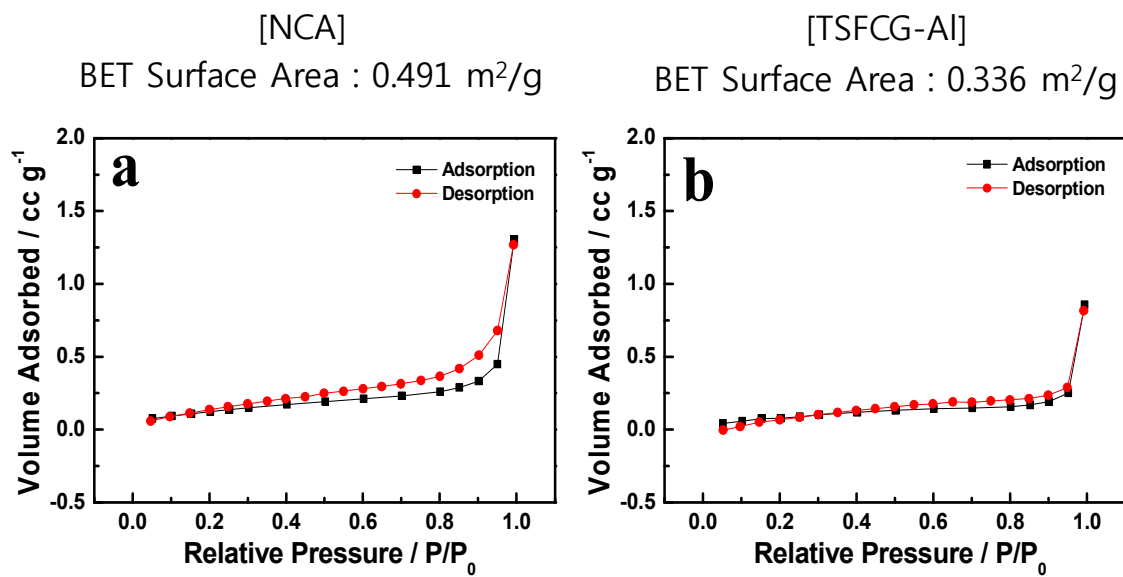 [NCA]
BET Surface Area : 0.491 m²/g
[TSFCG-Al]
BET Surface Area : 0.336 m²/g
a
Adsorption
Desorption
2.0
1.5
1.0
0.5
0.0
-0.5
Volume Adsorbed / cc g⁻¹
0.0 0.2 0.4 0.6 0.8 1.0
Relative Pressure / P/P₀
b
Adsorption
Desorption
2.0
1.5
1.0
0.5
0.0
-0.5
Volume Adsorbed / cc g⁻¹
0.0 0.2 0.4 0.6 0.8 1.0
Relative Pressure / P/P₀